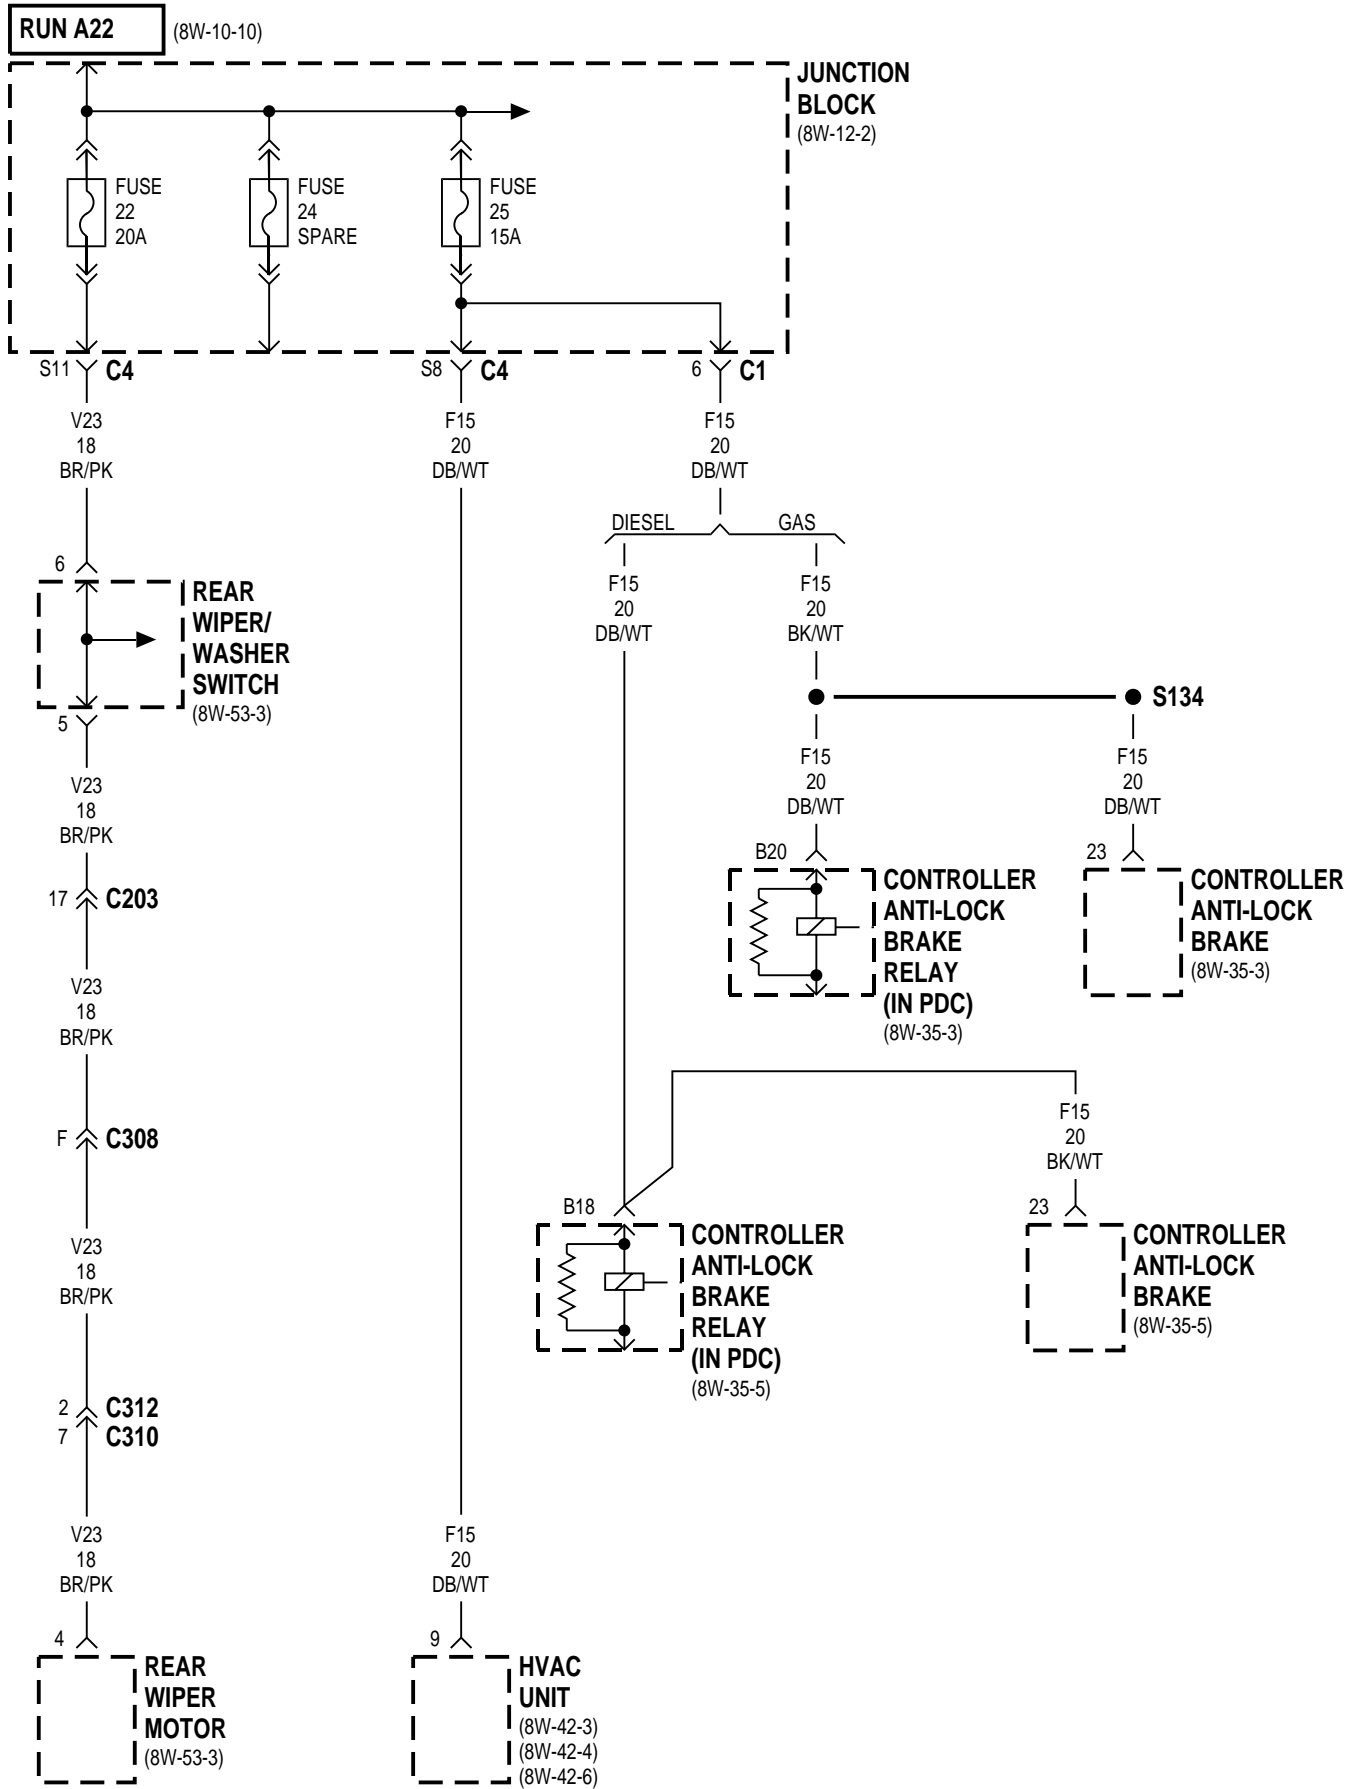 RUN A22
(8W-10-10)
JUNCTION
BLOCK
(8W-12-2)
FUSE
22
20A
FUSE
24
SPARE
FUSE
25
15A
S11
C4
S8
C4
6
C1
V23
18
BR/PK
F15
20
DB/WT
F15
20
DB/WT
DIESEL
GAS
F15
20
DB/WT
F15
20
BK/WT
6
REAR
WIPER/
WASHER
SWITCH
(8W-53-3)
5
S134
V23
18
BR/PK
F15
20
DB/WT
F15
20
DB/WT
17
C203
B20
CONTROLLER
ANTI-LOCK
BRAKE
RELAY
(IN PDC)
(8W-35-3)
23
CONTROLLER
ANTI-LOCK
BRAKE
(8W-35-3)
V23
18
BR/PK
F
C308
F15
20
BK/WT
B18
CONTROLLER
ANTI-LOCK
BRAKE
RELAY
(IN PDC)
(8W-35-5)
23
CONTROLLER
ANTI-LOCK
BRAKE
(8W-35-5)
V23
18
BR/PK
2
C312
7
C310
V23
18
BR/PK
F15
20
DB/WT
4
REAR
WIPER
MOTOR
(8W-53-3)
9
HVAC
UNIT
(8W-42-3)
(8W-42-4)
(8W-42-6)